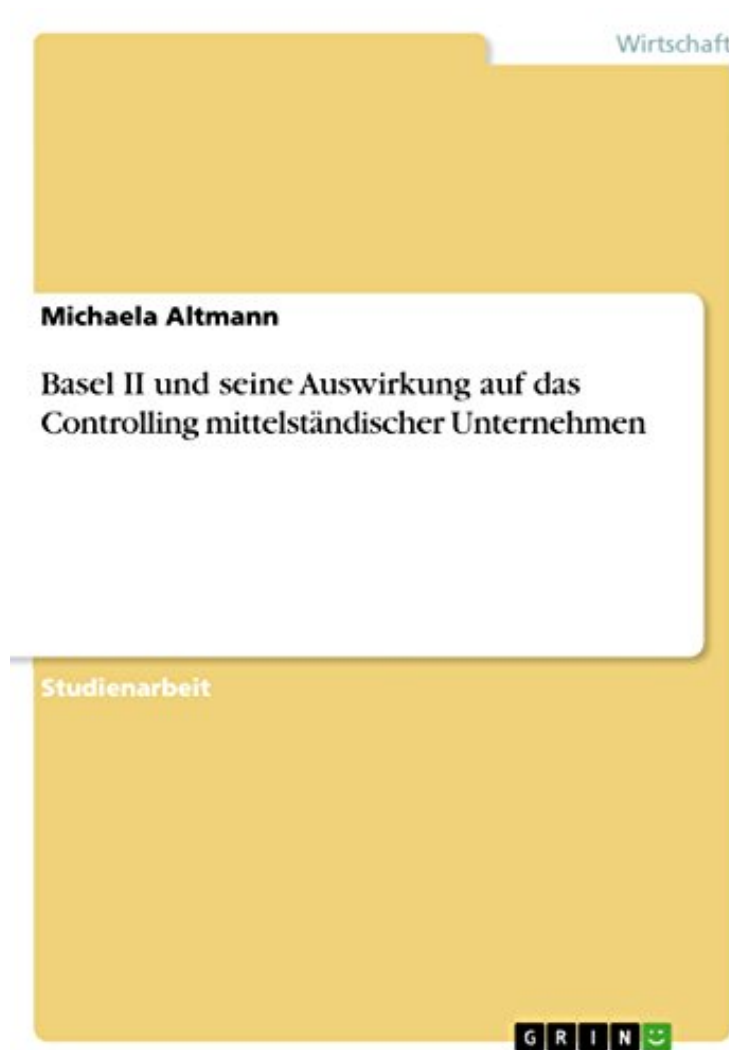 Wirtschaft
Michaela Altmann
Basel II und seine Auswirkung auf das
Controlling mittelständischer Unternehmen
Studienarbeit
GRIN